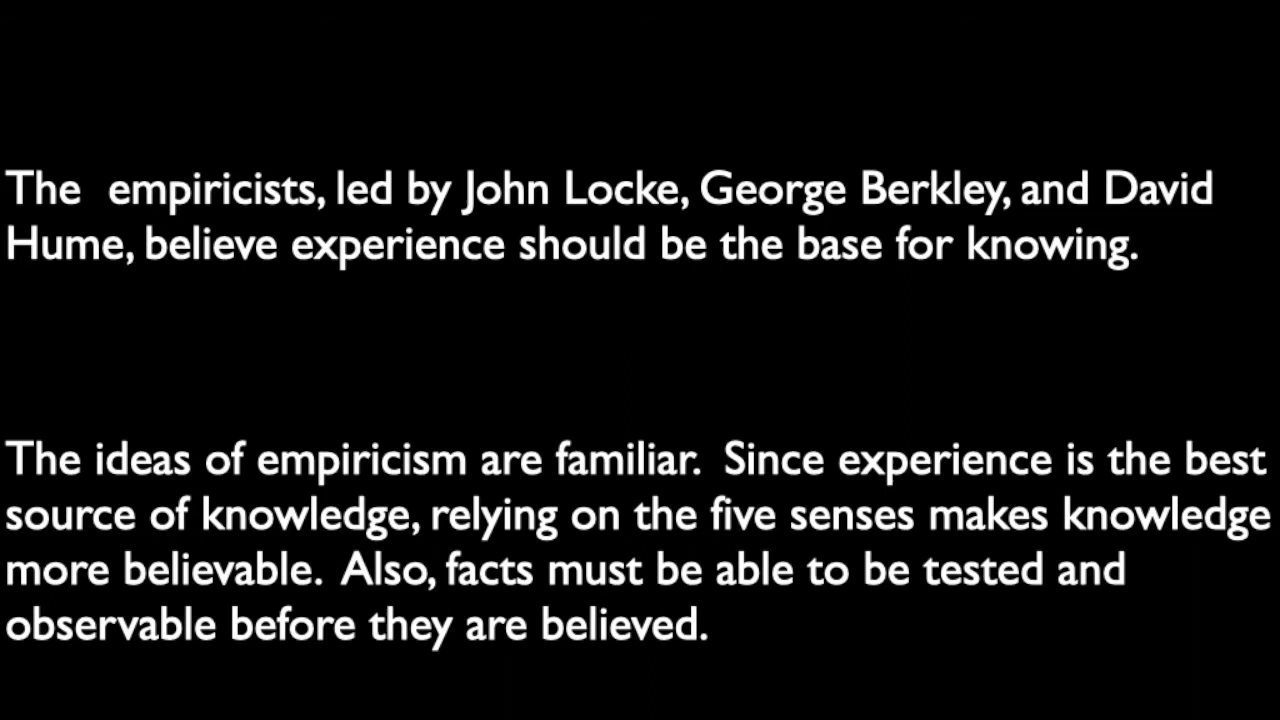 The  empiricists, led by John Locke, George Berkley, and David
Hume, believe experience should be the base for knowing.
The ideas of empiricism are familiar.  Since experience is the best
source of knowledge, relying on the five senses makes knowledge
more believable.  Also, facts must be able to be tested and
observable before they are believed.